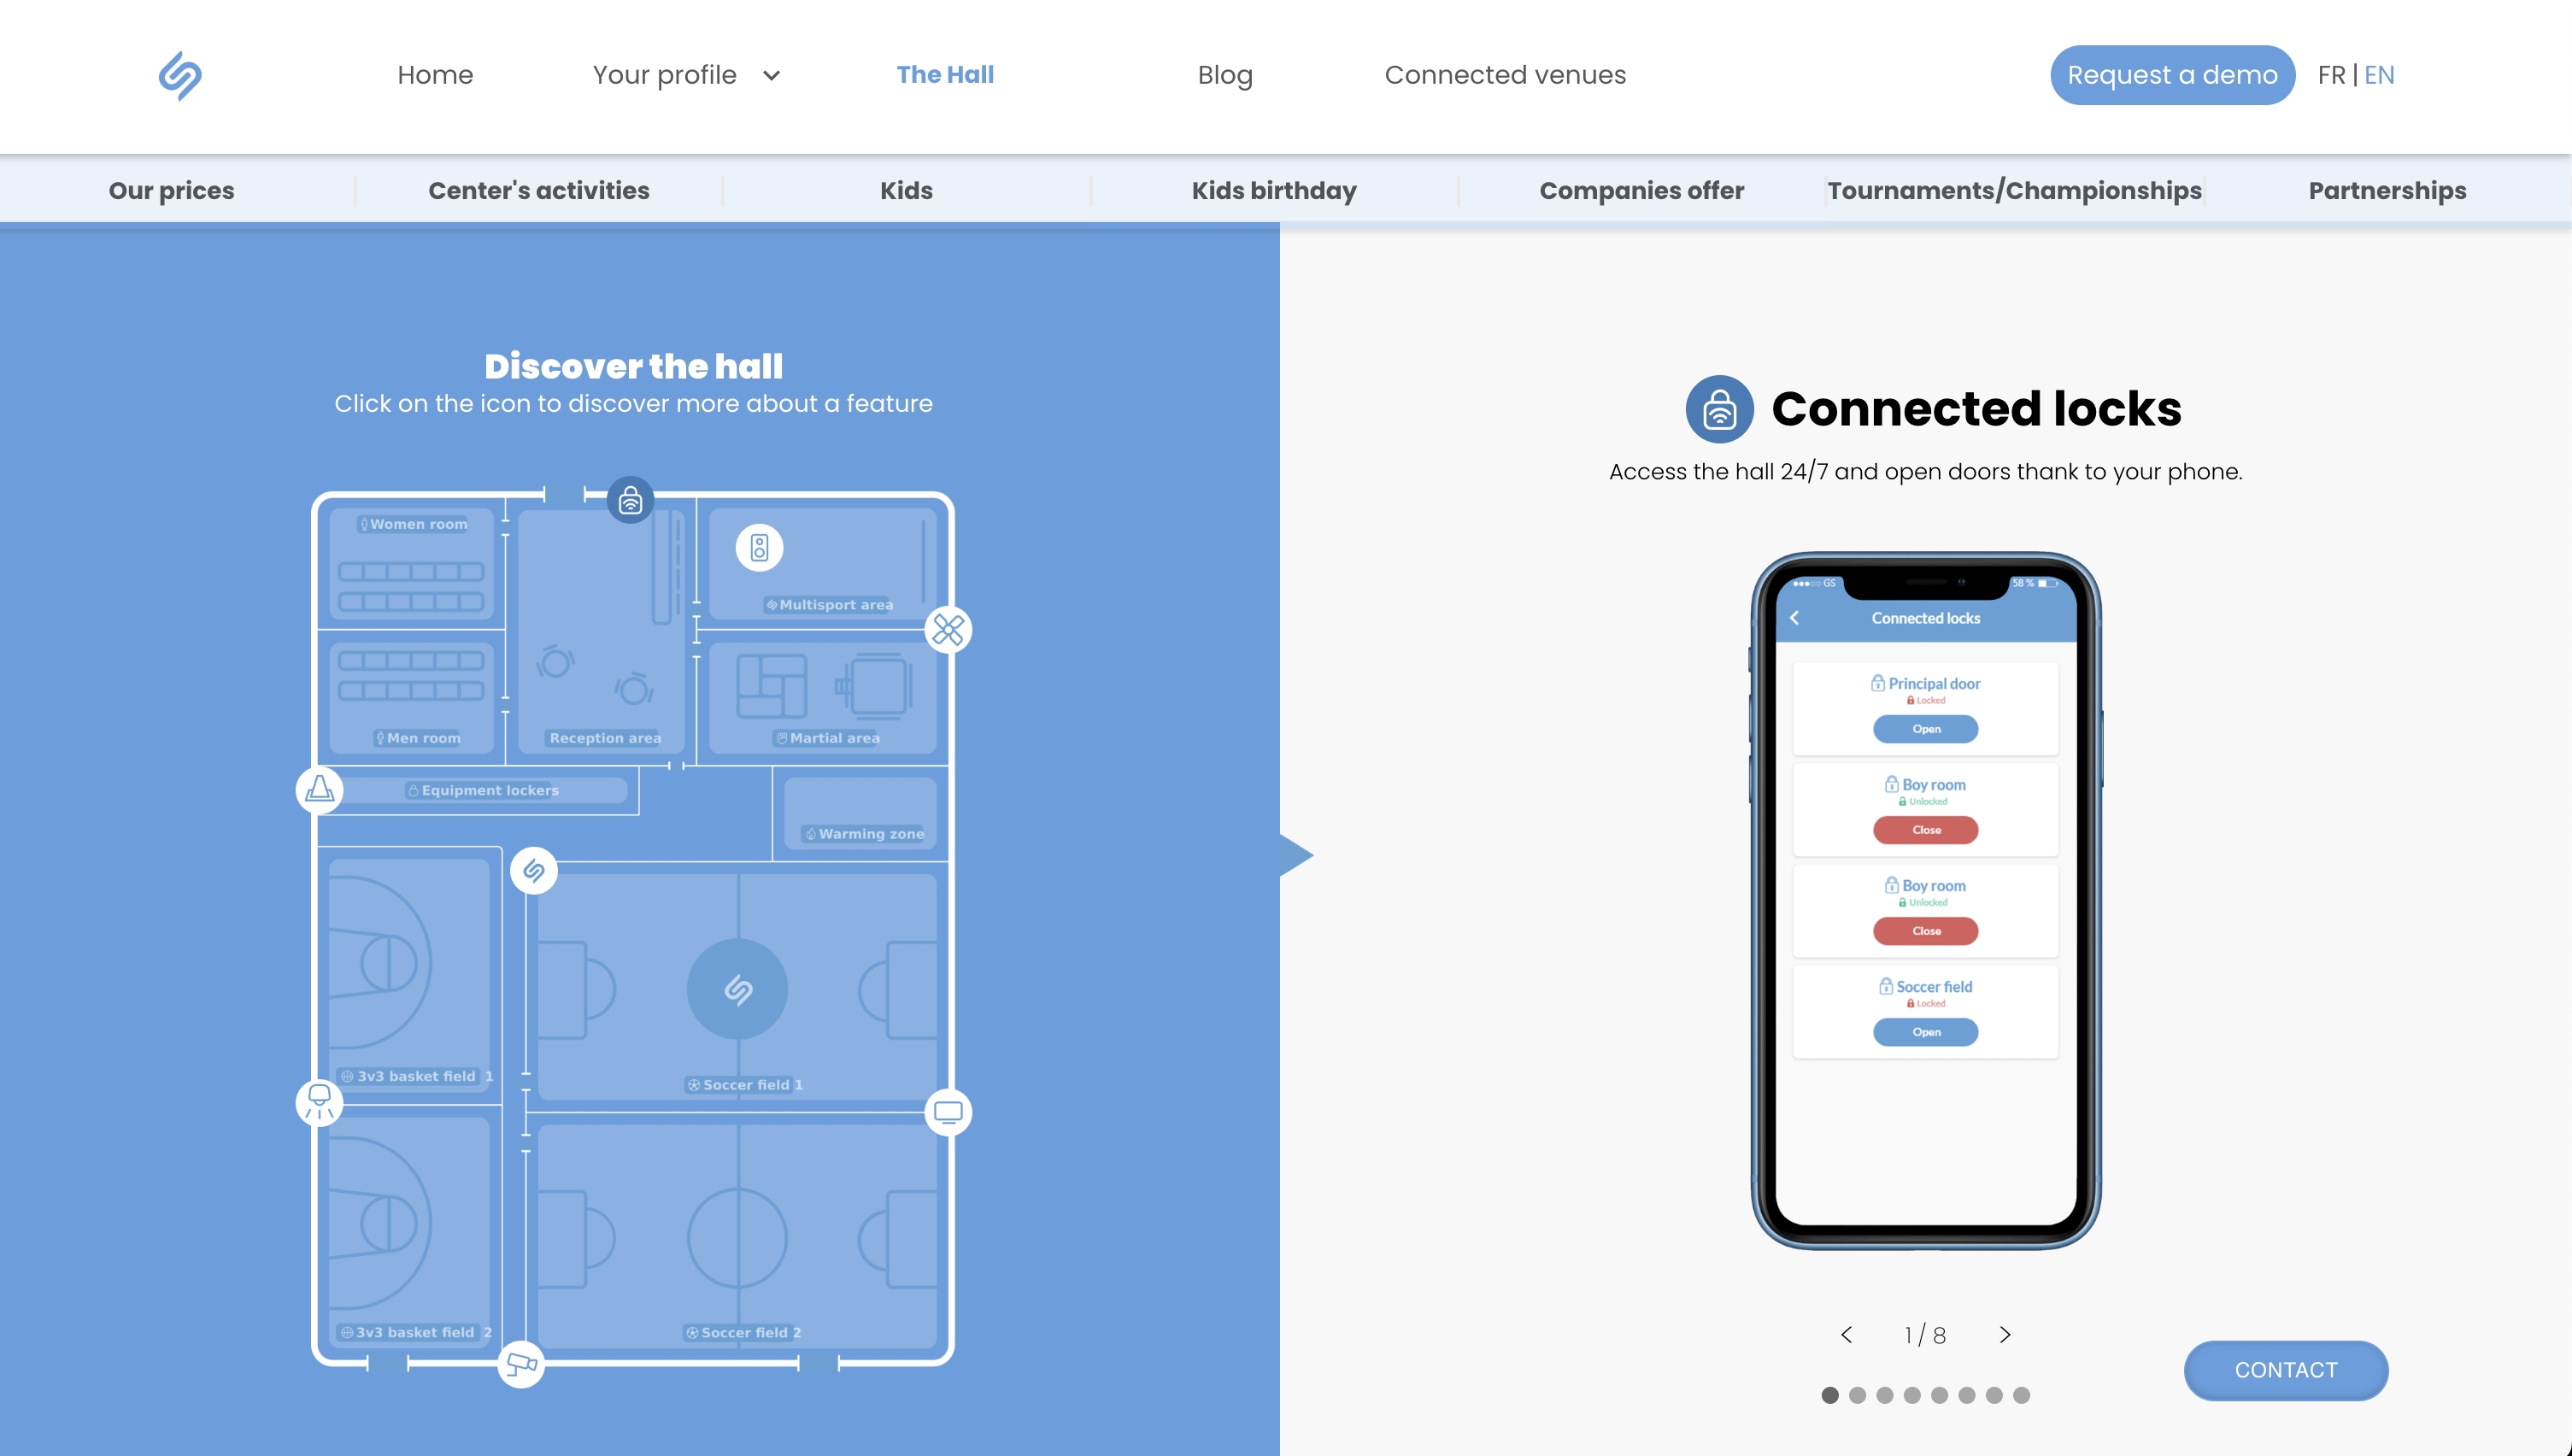 Home Your profile The Hall Blog Connected venues Request a demo FR | EN
Our prices Center's activities Kids Kids birthday Companies offer Tournaments/Championships Partnerships
Discover the hall
Click on the icon to discover more about a feature
Women room
Multisport area
Men room
Reception area
Martial area
Equipment lockers
Warming zone
3v3 basket field 1
Soccer field 1
3v3 basket field 2
Soccer field 2
Connected locks
Access the hall 24/7 and open doors thank to your phone.
GS 58 %
Connected locks
Principal door
Locked
Open
Boy room
Unlocked
Close
Boy room
Unlocked
Close
Soccer field
Locked
Open
< 1 / 8 >
CONTACT